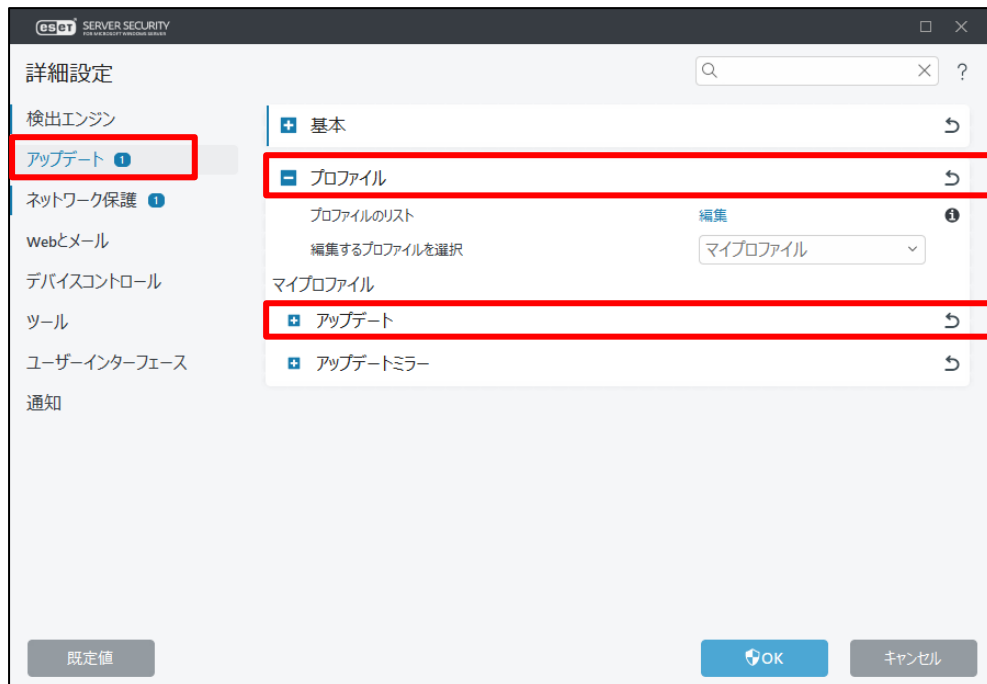 eset SERVER SECURITY
FOR MICROSOFT WINDOWS SERVER
詳細設定
?
検出エンジン
アップデート 1
ネットワーク保護 1
Webとメール
デバイスコントロール
ツール
ユーザーインターフェース
通知
基本
プロファイル
プロファイルのリスト 編集
編集するプロファイルを選択 マイプロファイル
マイプロファイル
アップデート
アップデートミラー
既定値 OK キャンセル